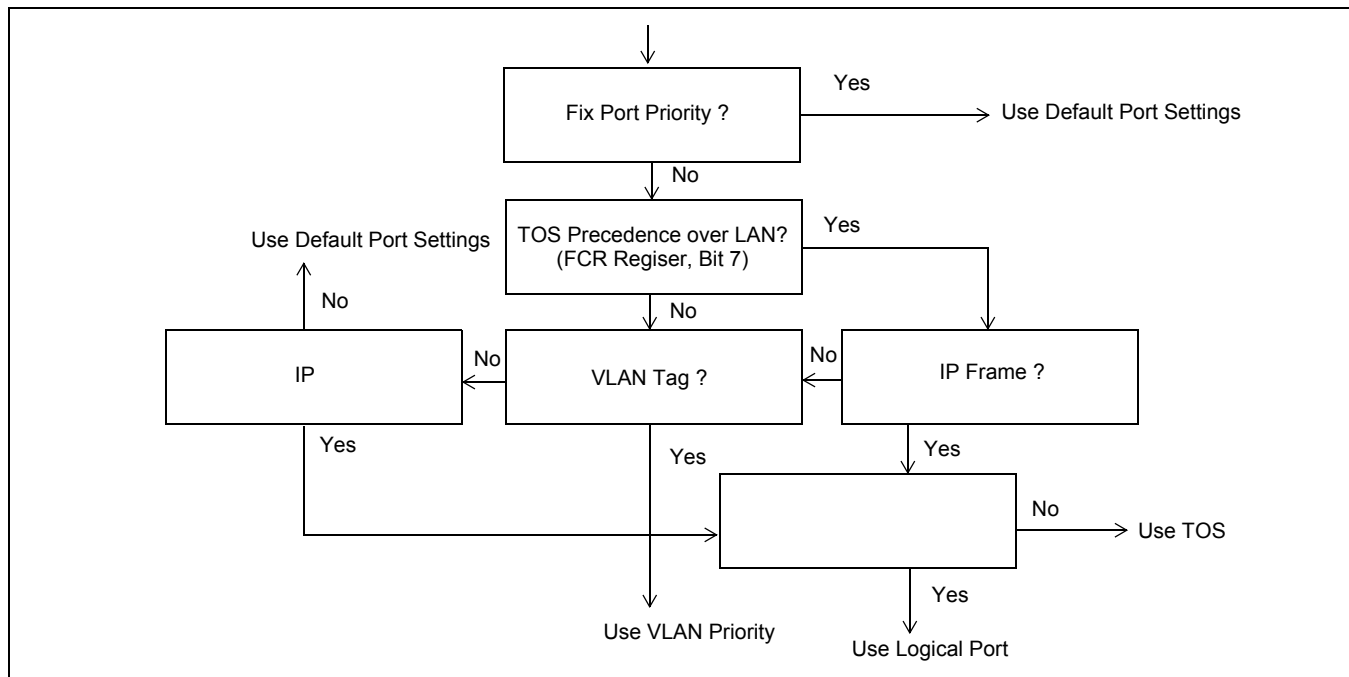 Fix Port Priority ?
Yes
Use Default Port Settings
No
TOS Precedence over LAN?
(FCR Regiser, Bit 7)
Yes
Use Default Port Settings
No
No
IP
No
VLAN Tag ?
No
IP Frame ?
Yes
Yes
Yes
No
Use TOS
Yes
Use VLAN Priority
Use Logical Port